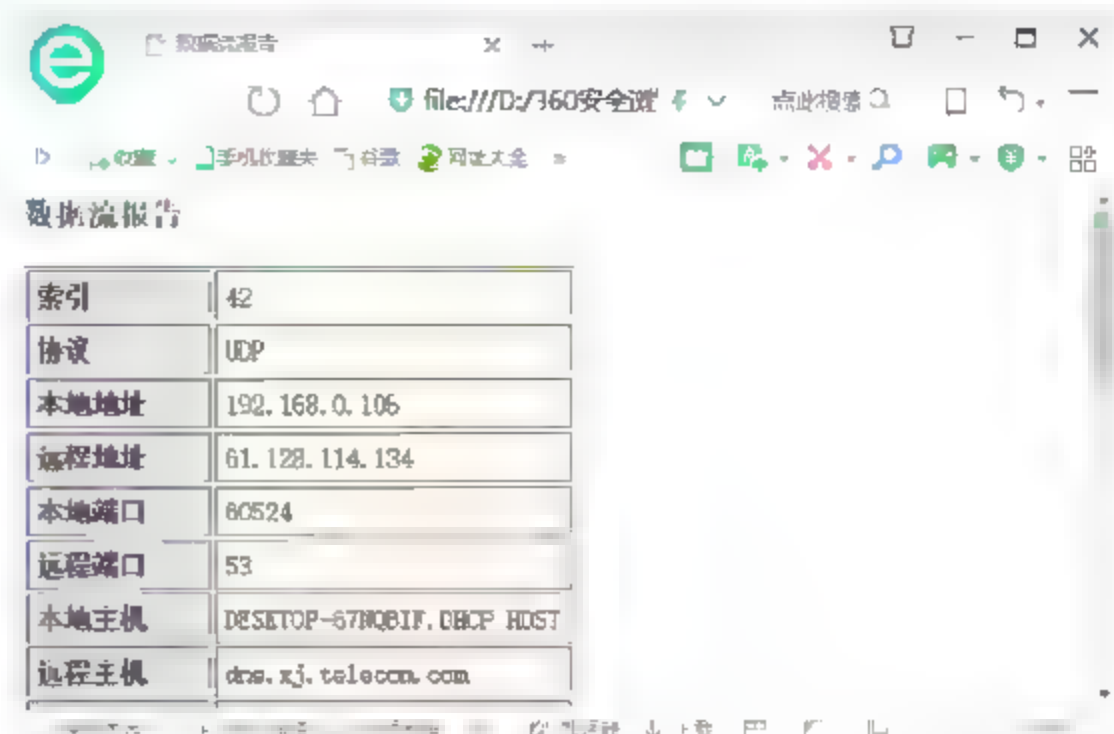 数据流报告
file:///D:/360安全浏
点此搜索
收藏 手机收藏夹 谷歌 网址大全
数据流报告
索引 42
协议 UDP
本地地址 192.168.0.106
远程地址 61.128.114.134
本地端口 60524
远程端口 53
本地主机 DESKTOP-67NQBIF.DHCP HOST
远程主机 dns.xj.telecom.com